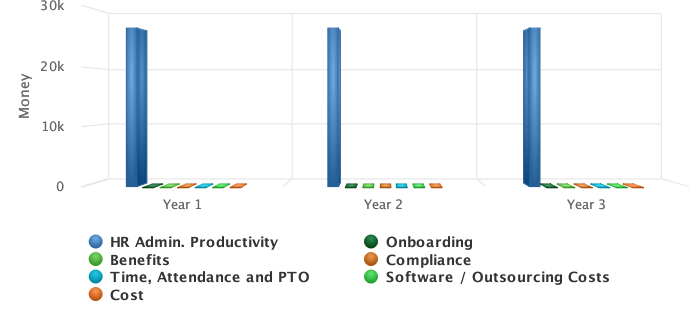 30k
20k
10k
0
Money
Year 1
Year 2
Year 3
HR Admin. Productivity
Onboarding
Benefits
Compliance
Time, Attendance and PTO
Software / Outsourcing Costs
Cost